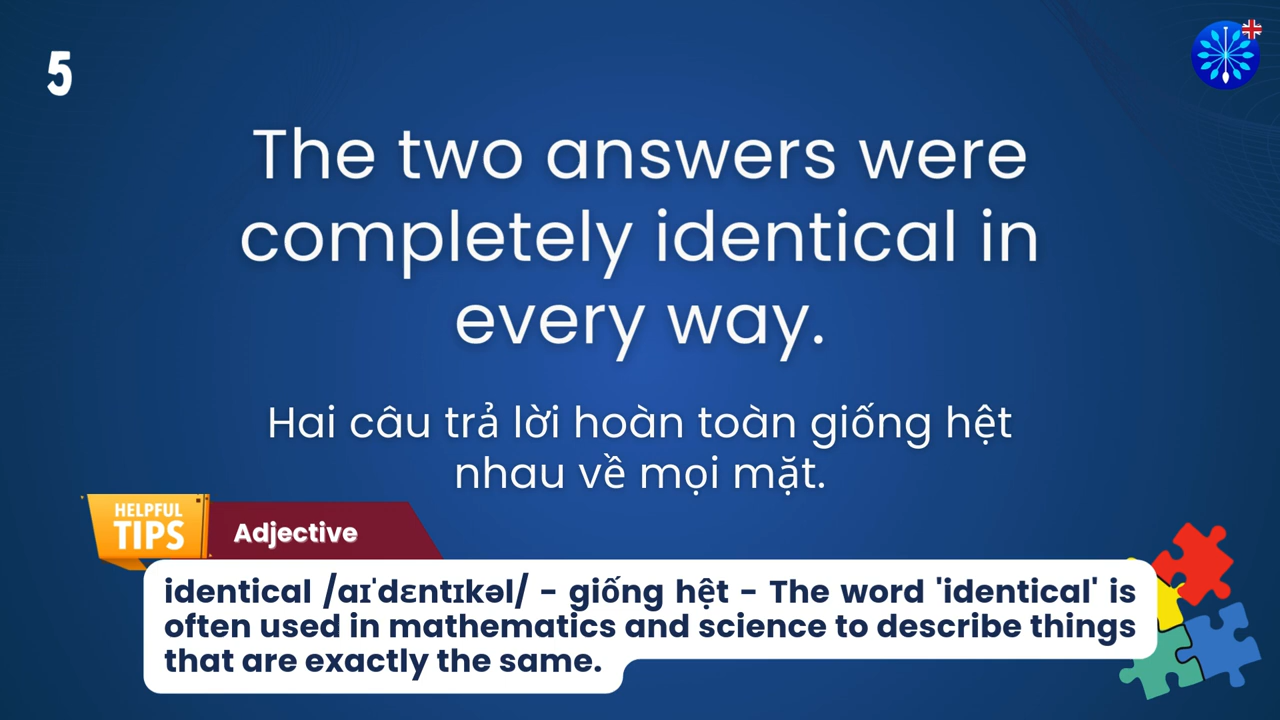 5
The two answers were
completely identical in
every way.
Hai câu trả lời hoàn toàn giống hệt
nhau về mọi mặt.
HELPFUL
TIPS
Adjective
identical /aɪˈdɛntɪkəl/ - giống hệt - The word 'identical' is
often used in mathematics and science to describe things
that are exactly the same.